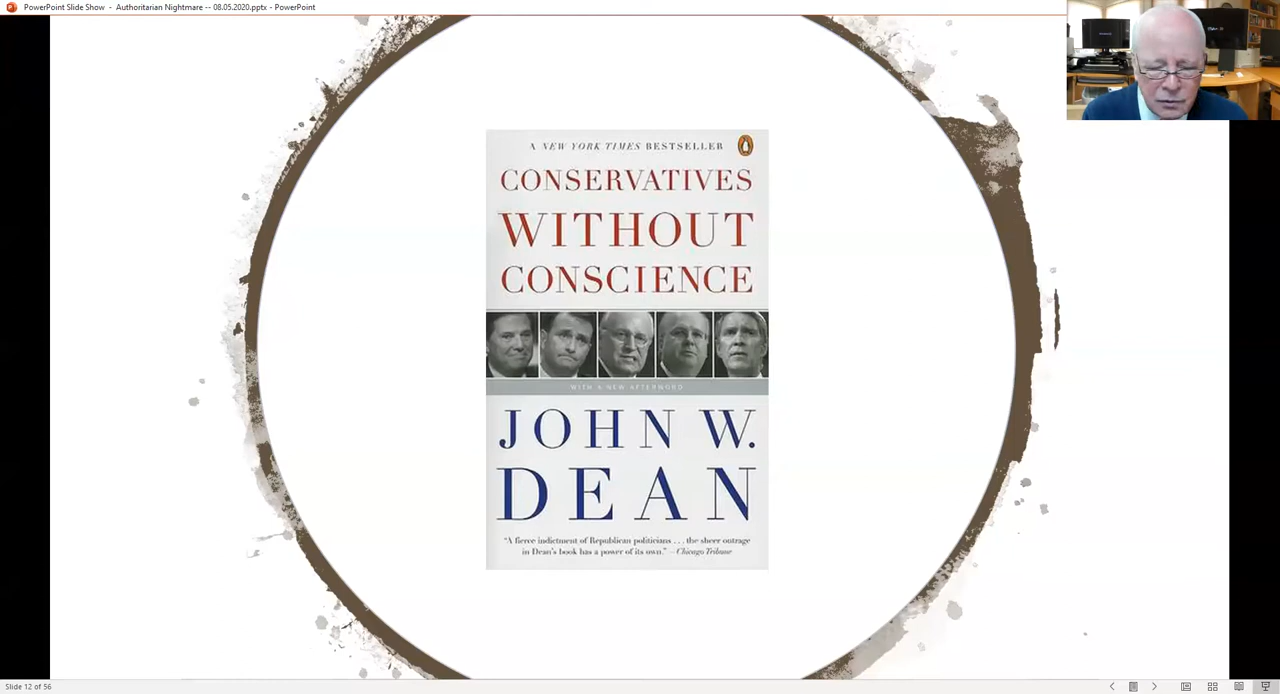 PowerPoint Slide Show - Authoritarian Nightmare -- 08.05.2020.pptx - PowerPoint
A NEW YORK TIMES BESTSELLER
CONSERVATIVES
WITHOUT
CONSCIENCE
WITH A NEW AFTERWORD
JOHN W.
DEAN
"A fierce indictment of Republican politicians . . . the sheer outrage
in Dean's book has a power of its own." —Chicago Tribune
Slide 12 of 56